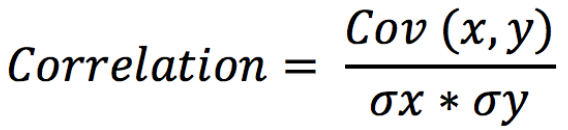 Cov (x, y)
Correlation =
σx * σy